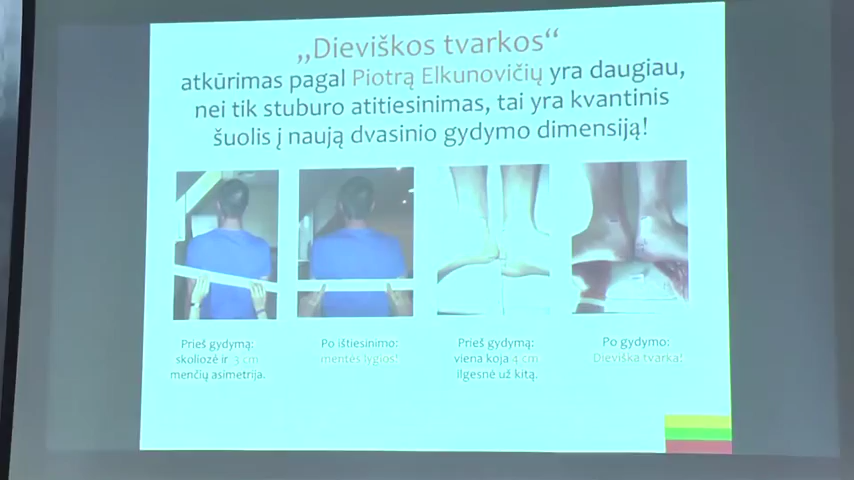 „Dieviškos tvarkos“
atkūrimas pagal Piotrą Elkunovičių yra daugiau,
nei tik stuburo atitiesinimas, tai yra kvantinis
šuolis į naują dvasinio gydymo dimensiją!
Prieš gydymą:
skoliozė ir 3 cm
menčių asimetrija.
Po ištiesinimo:
mentės lygios!
Prieš gydymą:
viena koja 4 cm
ilgesnė už kitą.
Po gydymo:
Dieviška tvarka!